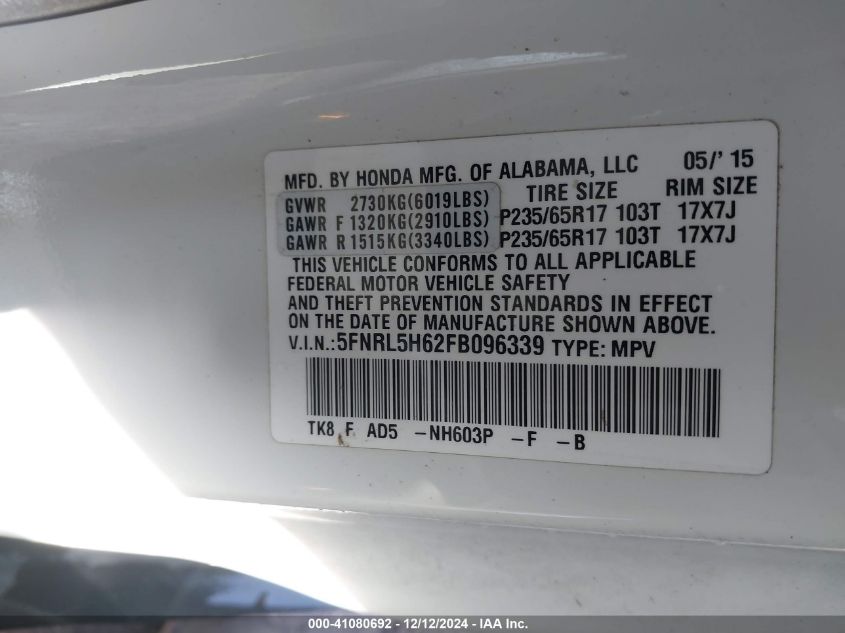 MFD. BY HONDA MFG. OF ALABAMA, LLC 05/' 15
TIRE SIZE RIM SIZE
GVWR 2730KG(6019LBS)
GAWR F 1320KG(2910LBS) P235/65R17 103T 17X7J
GAWR R 1515KG(3340LBS) P235/65R17 103T 17X7J
THIS VEHICLE CONFORMS TO ALL APPLICABLE
FEDERAL MOTOR VEHICLE SAFETY
AND THEFT PREVENTION STANDARDS IN EFFECT
ON THE DATE OF MANUFACTURE SHOWN ABOVE.
V.I.N.:5FNRL5H62FB096339 TYPE: MPV
TK8 F AD5 -NH603P -F -B
000-41080692 - 12/12/2024 - IAA Inc.